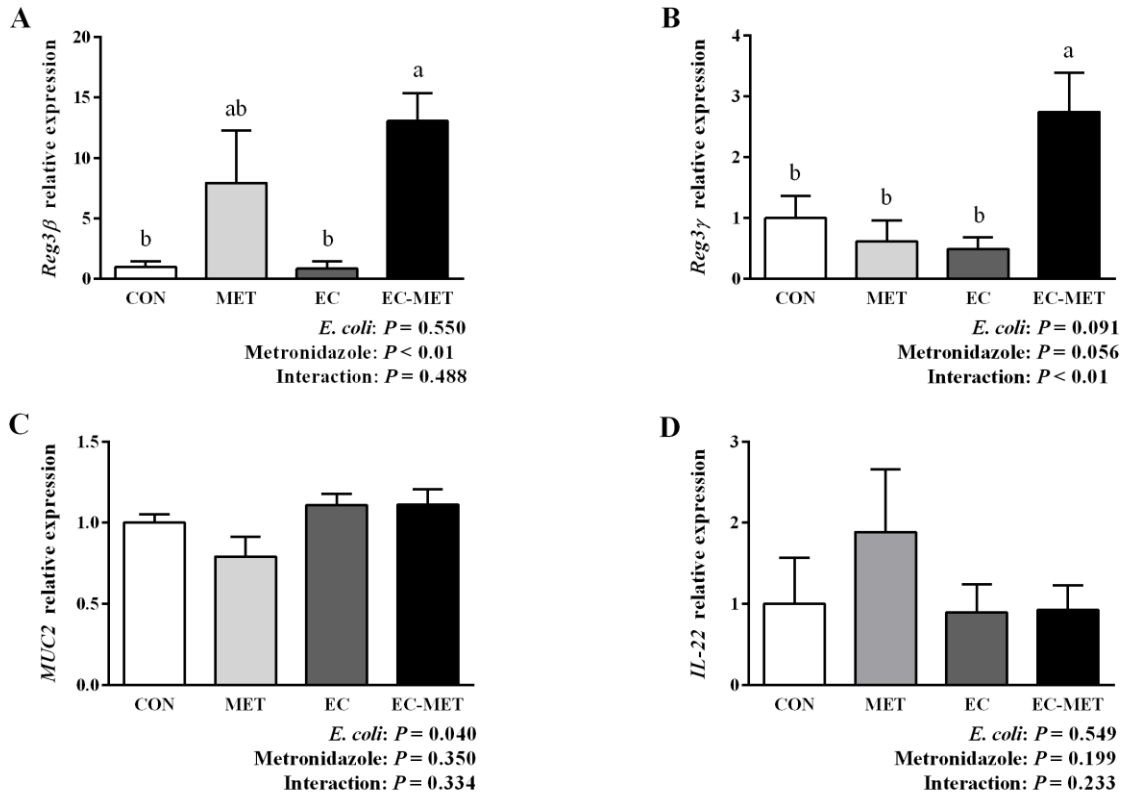 A
Reg3β relative expression
20
15
10
5
0
b
ab
b
a
CON MET EC EC-MET
E. coli: P = 0.550
Metronidazole: P < 0.01
Interaction: P = 0.488
B
Reg3γ relative expression
4
3
2
1
0
b
b
b
a
CON MET EC EC-MET
E. coli: P = 0.091
Metronidazole: P = 0.056
Interaction: P < 0.01
C
MUC2 relative expression
1.5
1.0
0.5
0.0
CON MET EC EC-MET
E. coli: P = 0.040
Metronidazole: P = 0.350
Interaction: P = 0.334
D
IL-22 relative expression
3
2
1
0
CON MET EC EC-MET
E. coli: P = 0.549
Metronidazole: P = 0.199
Interaction: P = 0.233